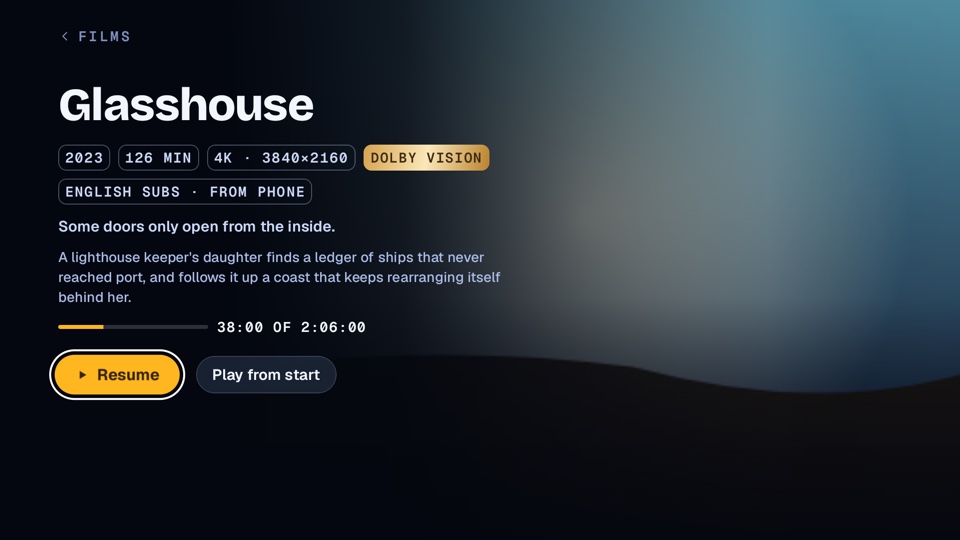 FILMS
Glasshouse
2023 126 MIN 4K · 3840×2160 DOLBY VISION
ENGLISH SUBS · FROM PHONE
Some doors only open from the inside.
A lighthouse keeper's daughter finds a ledger of ships that never
reached port, and follows it up a coast that keeps rearranging itself
behind her.
38:00 OF 2:06:00
Resume Play from start